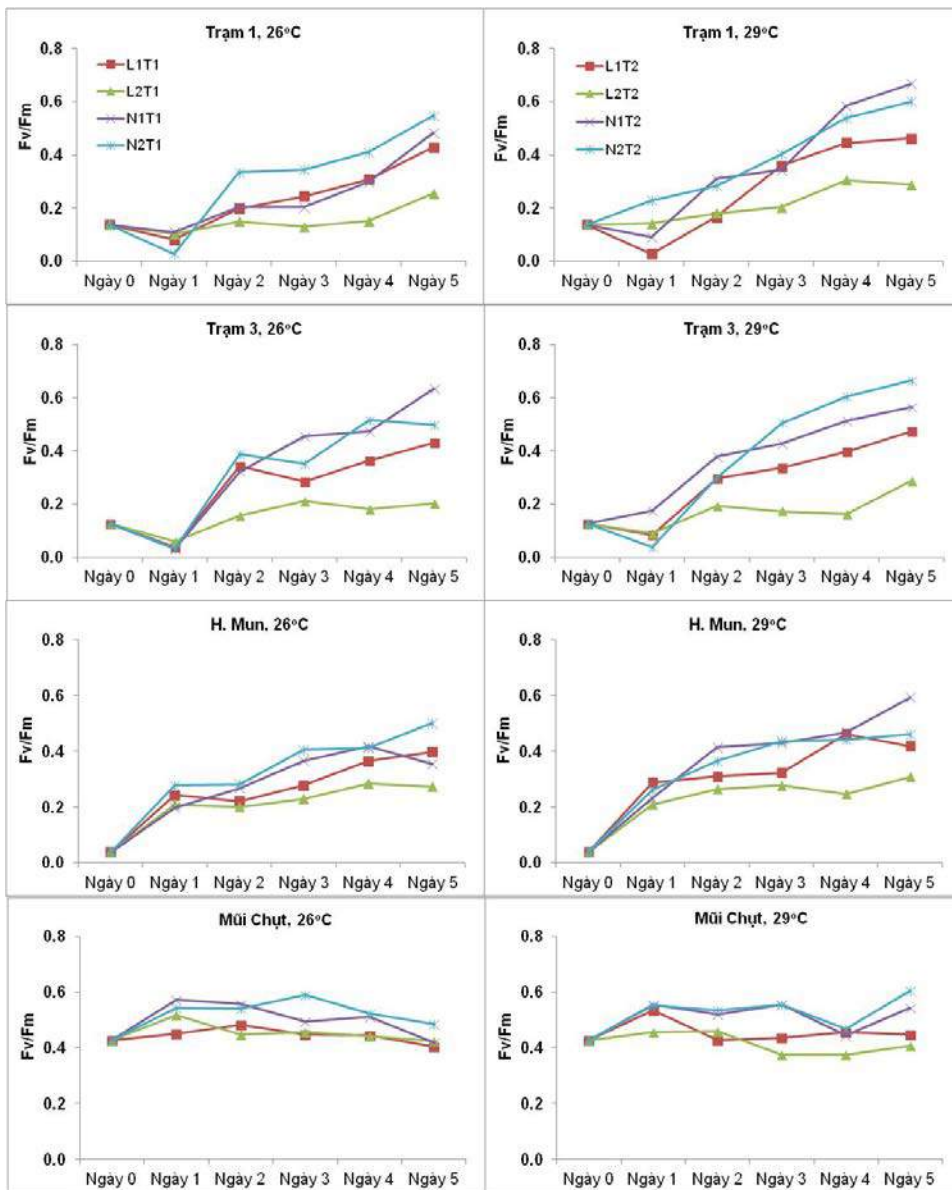 Trạm 1, 26°C
Fv/Fm
0.8
0.6
0.4
0.2
0.0
L1T1
L2T1
N1T1
N2T1
Ngày 0 Ngày 1 Ngày 2 Ngày 3 Ngày 4 Ngày 5
Trạm 1, 29°C
Fv/Fm
0.8
0.6
0.4
0.2
0.0
L1T2
L2T2
N1T2
N2T2
Ngày 0 Ngày 1 Ngày 2 Ngày 3 Ngày 4 Ngày 5
Trạm 3, 26°C
Fv/Fm
0.8
0.6
0.4
0.2
0.0
Ngày 0 Ngày 1 Ngày 2 Ngày 3 Ngày 4 Ngày 5
Trạm 3, 29°C
Fv/Fm
0.8
0.6
0.4
0.2
0.0
Ngày 0 Ngày 1 Ngày 2 Ngày 3 Ngày 4 Ngày 5
H. Mun, 26°C
Fv/Fm
0.8
0.6
0.4
0.2
0.0
Ngày 0 Ngày 1 Ngày 2 Ngày 3 Ngày 4 Ngày 5
H. Mun, 29°C
Fv/Fm
0.8
0.6
0.4
0.2
0.0
Ngày 0 Ngày 1 Ngày 2 Ngày 3 Ngày 4 Ngày 5
Mũi Chụt, 26°C
Fv/Fm
0.8
0.6
0.4
0.2
0.0
Ngày 0 Ngày 1 Ngày 2 Ngày 3 Ngày 4 Ngày 5
Mũi Chụt, 29°C
Fv/Fm
0.8
0.6
0.4
0.2
0.0
Ngày 0 Ngày 1 Ngày 2 Ngày 3 Ngày 4 Ngày 5